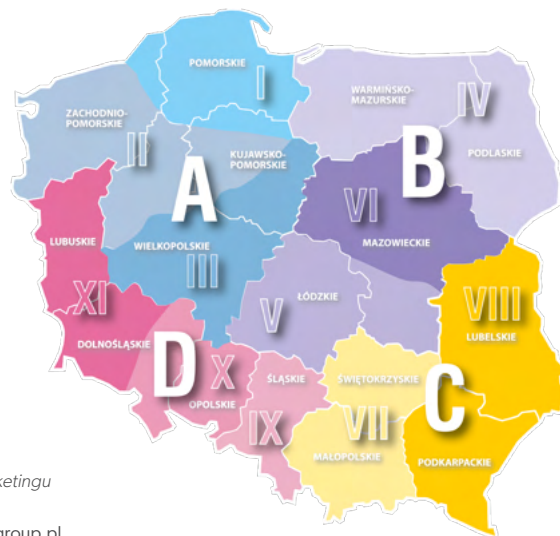 POMORSKIE
I
WARMIŃSKO-
MAZURSKIE
IV
ZACHODNIO-
POMORSKIE
II
KUJAWSKO-
POMORSKIE
B
PODLASKIE
A
VI
MAZOWIECKIE
LUBUSKIE
WIELKOPOLSKIE
III
XI
V
ŁÓDZKIE
VIII
LUBELSKIE
DOLNOŚLĄSKIE
D
X
OPOLSKIE
ŚLĄSKIE
IX
ŚWIĘTOKRZYSKIE
C
VII
MAŁOPOLSKIE
PODKARPACKIE
ketingu
group.pl